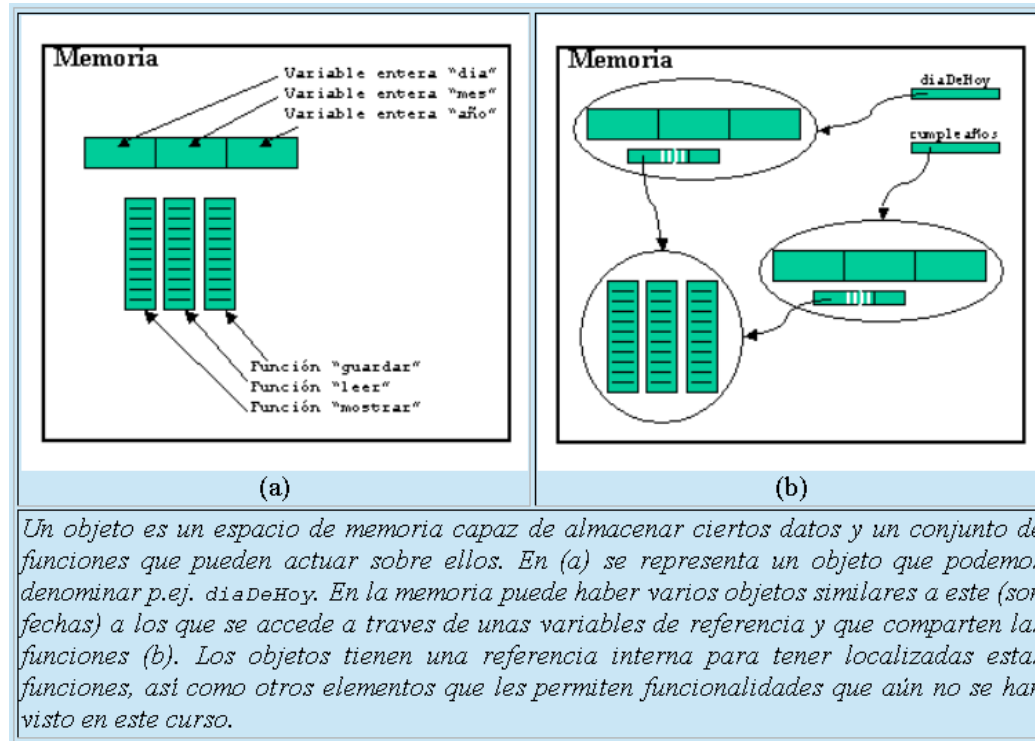 Memoria
Variable entera "dia"
Variable entera "mes"
Variable entera "año"
Función "guardar"
Función "leer"
Función "mostrar"
(a)
Memoria
diaDeHoy
cumpleaños
(b)
Un objeto es un espacio de memoria capaz de almacenar ciertos datos y un conjunto de
funciones que pueden actuar sobre ellos. En (a) se representa un objeto que podemos
denominar p.ej. diaDeHoy. En la memoria puede haber varios objetos similares a este (son
fechas) a los que se accede a traves de unas variables de referencia y que comparten las
funciones (b). Los objetos tienen una referencia interna para tener localizadas estas
funciones, así como otros elementos que les permiten funcionalidades que aún no se han
visto en este curso.